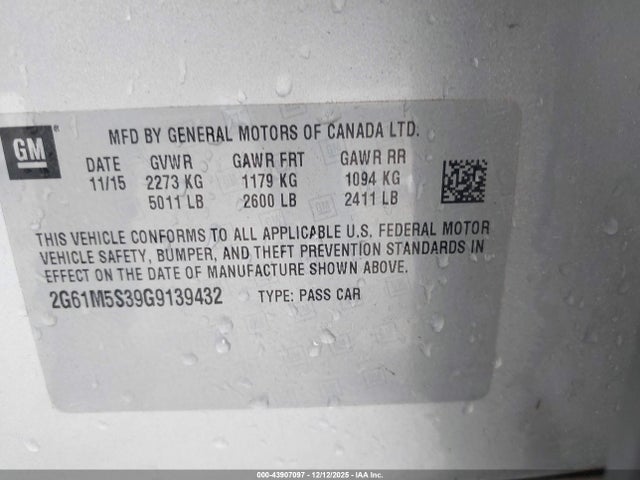 GM ®
MFD BY GENERAL MOTORS OF CANADA LTD.
DATE GVWR GAWR FRT GAWR RR
11/15 2273 KG 1179 KG 1094 KG
5011 LB 2600 LB 2411 LB
THIS VEHICLE CONFORMS TO ALL APPLICABLE U.S. FEDERAL MOTOR
VEHICLE SAFETY, BUMPER, AND THEFT PREVENTION STANDARDS IN
EFFECT ON THE DATE OF MANUFACTURE SHOWN ABOVE.
2G61M5S39G9139432 TYPE: PASS CAR
000-43907097 - 12/12/2025 - IAA Inc.